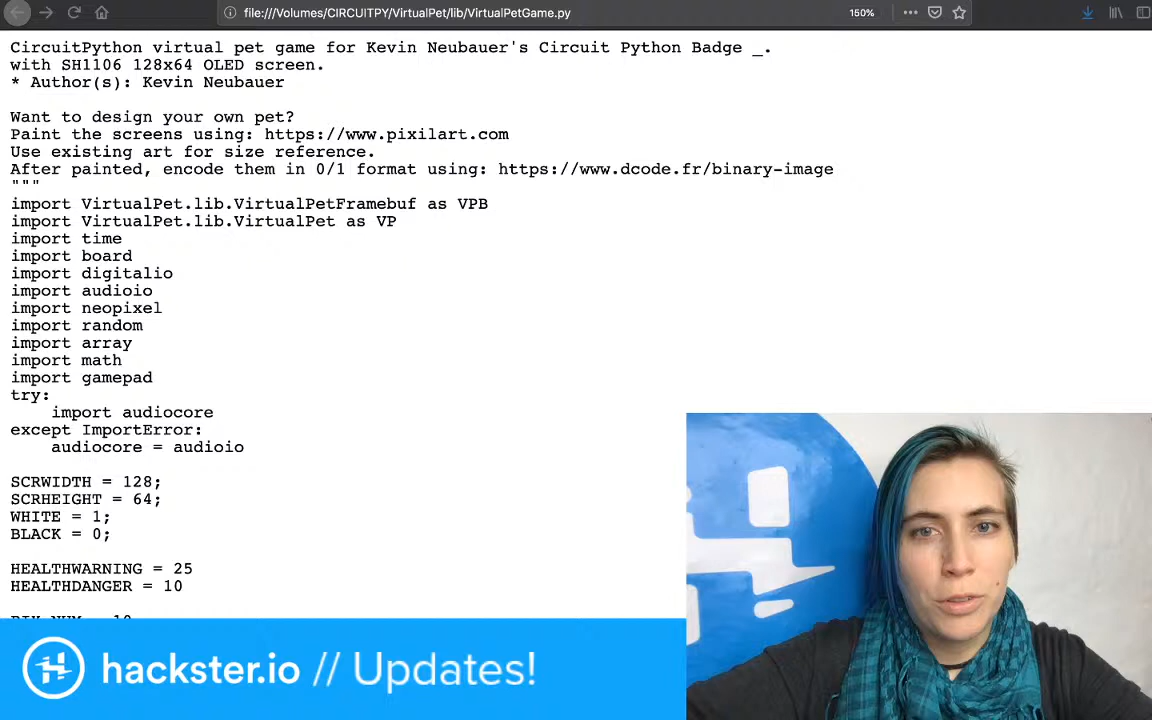 file:///Volumes/CIRCUITPY/VirtualPet/lib/VirtualPetGame.py
150%
CircuitPython virtual pet game for Kevin Neubauer's Circuit Python Badge _.
with SH1106 128x64 OLED screen.
* Author(s): Kevin Neubauer
Want to design your own pet?
Paint the screens using: https://www.pixilart.com
Use existing art for size reference.
After painted, encode them in 0/1 format using: https://www.dcode.fr/binary-image
"""
import VirtualPet.lib.VirtualPetFramebuf as VPB
import VirtualPet.lib.VirtualPet as VP
import time
import board
import digitalio
import audioio
import neopixel
import random
import array
import math
import gamepad
try:
    import audiocore
except ImportError:
    audiocore = audioio
SCRWIDTH = 128;
SCRHEIGHT = 64;
WHITE = 1;
BLACK = 0;
HEALTHWARNING = 25
HEALTHDANGER = 10
hackster.io // Updates!